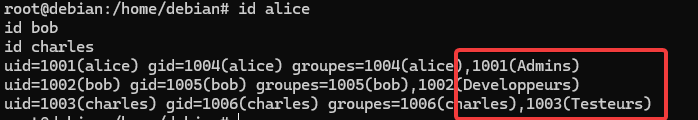 root@debian:/home/debian# id alice
id bob
id charles
uid=1001(alice) gid=1004(alice) groupes=1004(alice),1001(Admins)
uid=1002(bob) gid=1005(bob) groupes=1005(bob),1002(Developpeurs)
uid=1003(charles) gid=1006(charles) groupes=1006(charles),1003(Testeurs)